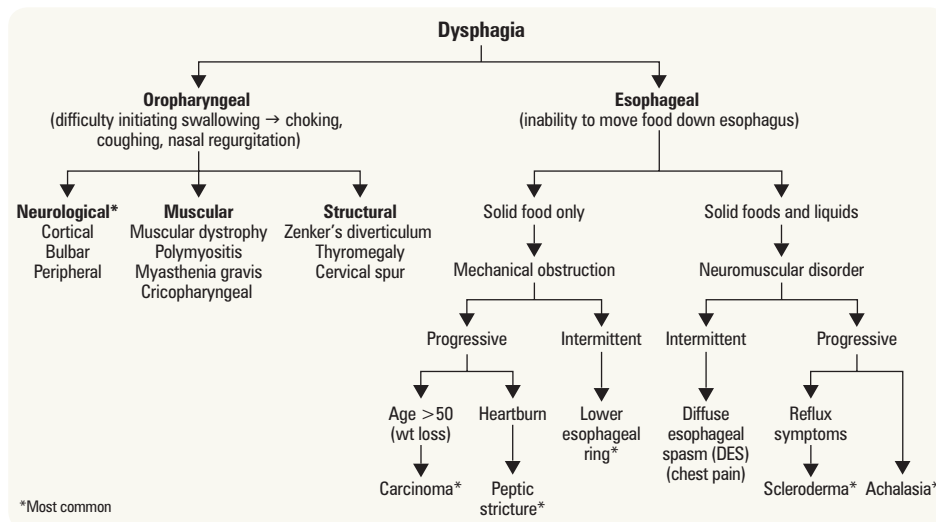 Dysphagia
Oropharyngeal
(difficulty initiating swallowing → choking,
coughing, nasal regurgitation)
Esophageal
(inability to move food down esophagus)
Neurological*
Cortical
Bulbar
Peripheral
Muscular
Muscular dystrophy
Polymyositis
Myasthenia gravis
Cricopharyngeal
Structural
Zenker's diverticulum
Thyromegaly
Cervical spur
Solid food only
Mechanical obstruction
Solid foods and liquids
Neuromuscular disorder
Progressive
Intermittent
Intermittent
Progressive
Age >50
(wt loss)
Carcinoma*
Heartburn
Peptic
stricture*
Lower
esophageal
ring*
Diffuse
esophageal
spasm (DES)
(chest pain)
Reflux
symptoms
Scleroderma*
Achalasia*
*Most common